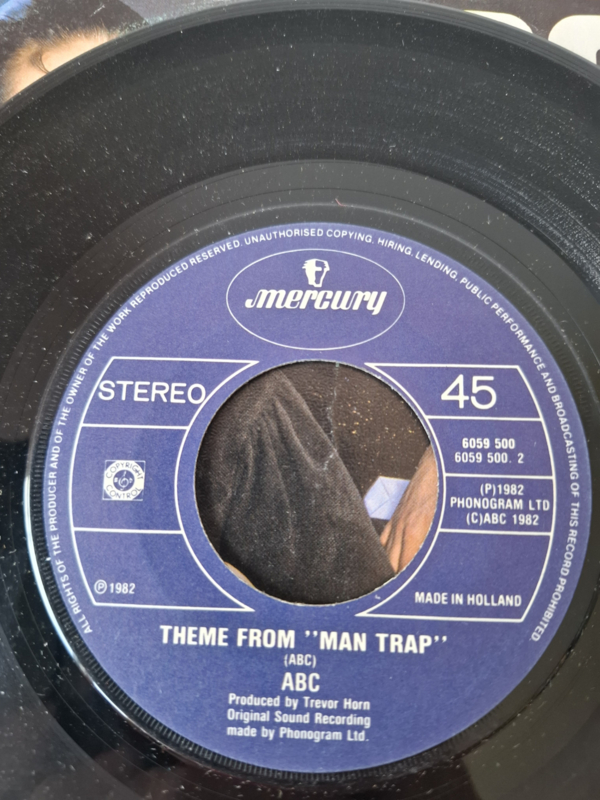 ALL RIGHTS OF THE PRODUCER AND OF THE OWNER OF THE WORK REPRODUCED RESERVED. UNAUTHORISED COPYING, HIRING, LENDING, PUBLIC PERFORMANCE AND BROADCASTING OF THIS RECORD PROHIBITED.
mercury
STEREO
45
6059 500
6059 500. 2
COPYRIGHT
CONTROL
(P)1982
PHONOGRAM LTD
(C)ABC 1982
℗ 1982
MADE IN HOLLAND
THEME FROM "MAN TRAP"
(ABC)
ABC
Produced by Trevor Horn
Original Sound Recording
made by Phonogram Ltd.